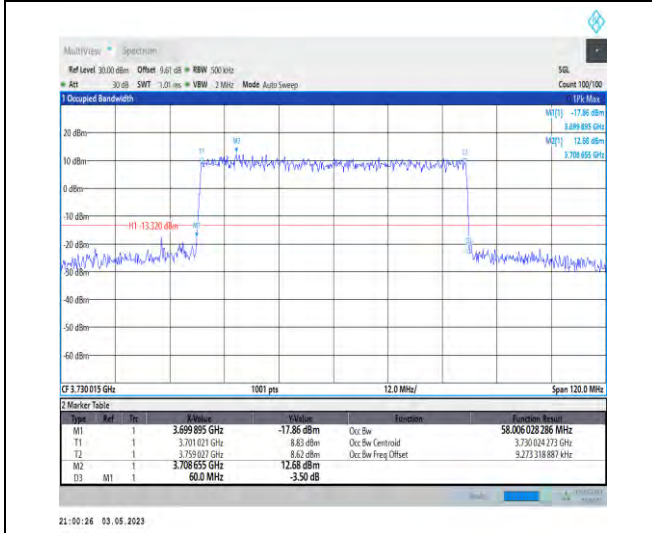 MultiView Spectrum
Ref Level 30.00 dBm Offset 9.61 dB RBW 500 kHz SGL
Att 30 dB SWT 1.01 ms VBW 2 MHz Mode Auto Sweep Count 100/100
1 Occupied Bandwidth 1Pk Max
M1[1] -17.86 dBm
3.699 895 GHz
M2[1] 12.68 dBm
3.708 655 GHz
20 dBm
T1 M2 T2
10 dBm
0 dBm
-10 dBm
H1 -13.320 dBm M1
-20 dBm
-30 dBm
-40 dBm
-50 dBm
-60 dBm
CF 3.730 015 GHz 1001 pts 12.0 MHz/ Span 120.0 MHz
2 Marker Table
Type Ref Trc X-Value Y-Value Function Function Result
M1 1 3.699 895 GHz -17.86 dBm Occ Bw 58.006 028 286 MHz
T1 1 3.701 021 GHz 8.83 dBm Occ Bw Centroid 3.730 024 273 GHz
T2 1 3.759 027 GHz 8.62 dBm Occ Bw Freq Offset 9.273 318 887 kHz
M2 1 3.708 655 GHz 12.68 dBm
D3 M1 1 60.0 MHz -3.50 dB
21:00:26 03.05.2023